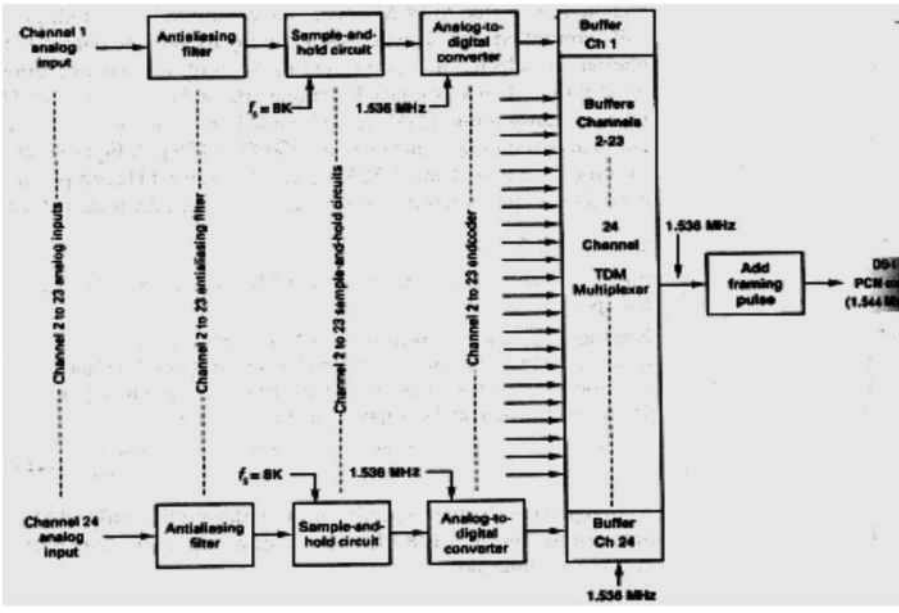 Channel 1
analog
input
Antialiasing
filter
Sample-and-
hold circuit
Analog-to-
digital
converter
Buffer
Ch 1
fs = 8K
1.536 MHz
Buffers
Channels
2-23
24
Channel
TDM
Multiplexer
1.536 MHz
Add
framing
pulse
PCM
(1.544
Channel 2 to 23 analog inputs
Channel 2 to 23 antialiasing filter
Channel 2 to 23 sample-and-hold circuits
Channel 2 to 23 endcoder
fs = 8K
1.536 MHz
Channel 24
analog
input
Antialiasing
filter
Sample-and-
hold circuit
Analog-to-
digital
converter
Buffer
Ch 24
1.536 MHz